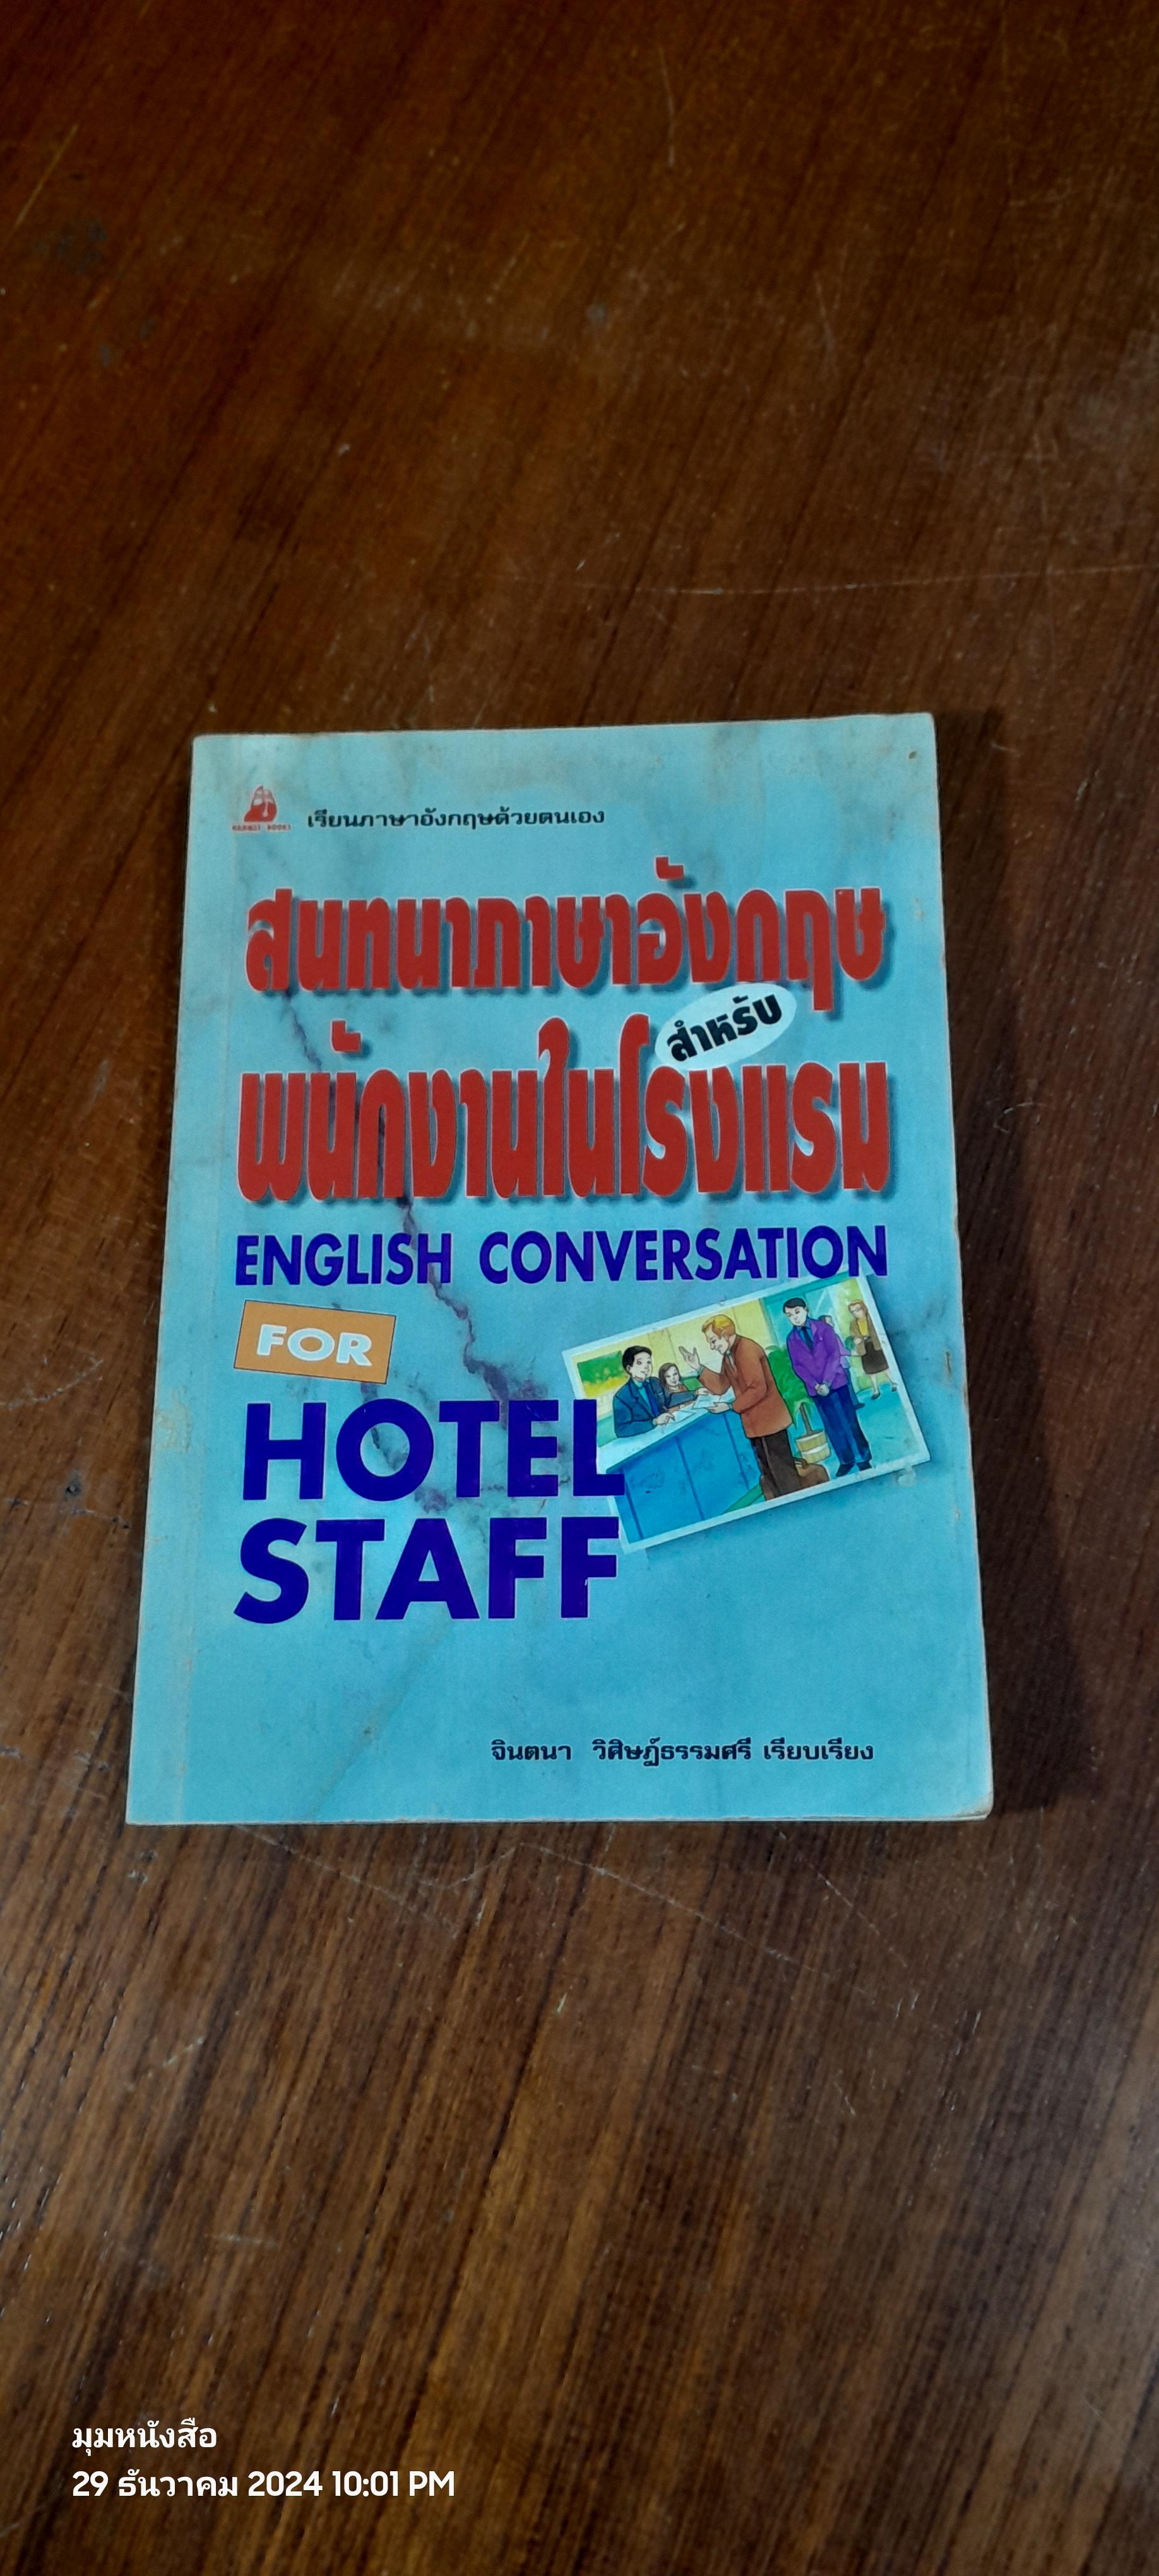 เรียนภาษาอังกฤษด้วยตนเอง
สนทนาภาษาอังกฤษ
สำหรับ
พนักงานในโรงแรม
ENGLISH CONVERSATION
FOR
HOTEL
STAFF
จินตนา วิศิษฎ์ธรรมศรี เรียบเรียง
มุมหนังสือ
29 ธันวาคม 2024 10:01 PM